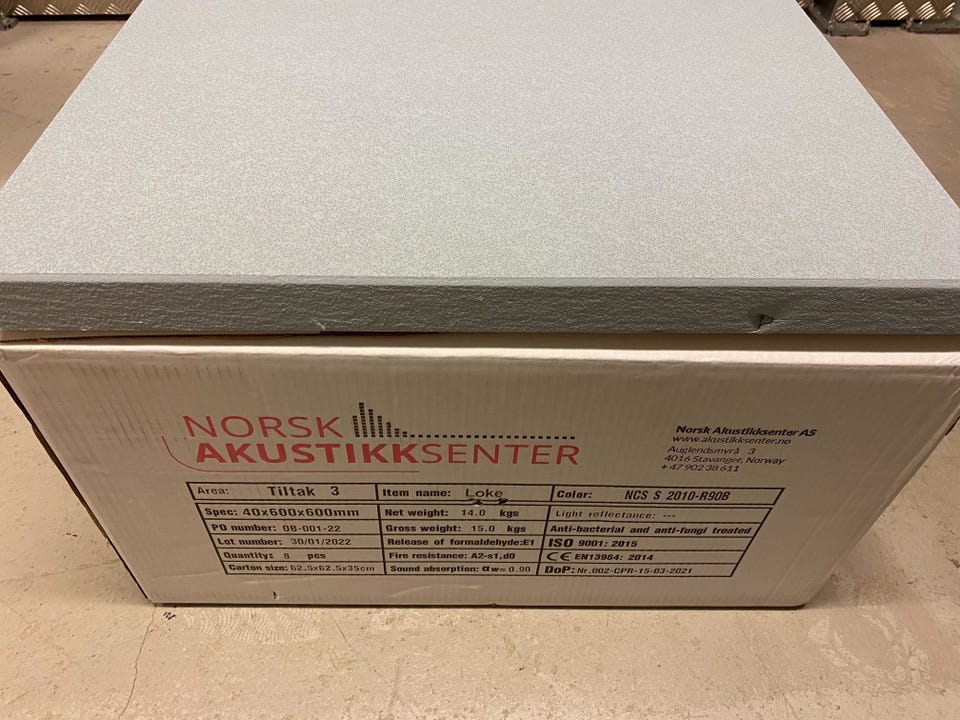 NORSK
AKUSTIKKSENTER
Norsk Akustikksenter AS
www.akustikksenter.no
Auglendsmyrå 3
4016 Stavanger, Norway
+47 902 38 611
Area: Tiltak 3 Item name: Loke Color: NCS S 2010-R90B
Spec: 40x600x600mm Net weight: 14.0 kgs Light reflectance: ---
PO number: 08-001-22 Gross weight: 15.0 kgs Anti-bacterial and anti-fungi treated
Lot number: 30/01/2022 Release of formaldehyde:E1 ISO 9001: 2015
Quantity: 8 pcs Fire resistance: A2-s1,d0 CE EN13964: 2014
Carton size: 62.5x62.5x35cm Sound absorption: αw= 0.90 DoP: Nr.002-CPR-15-03-2021